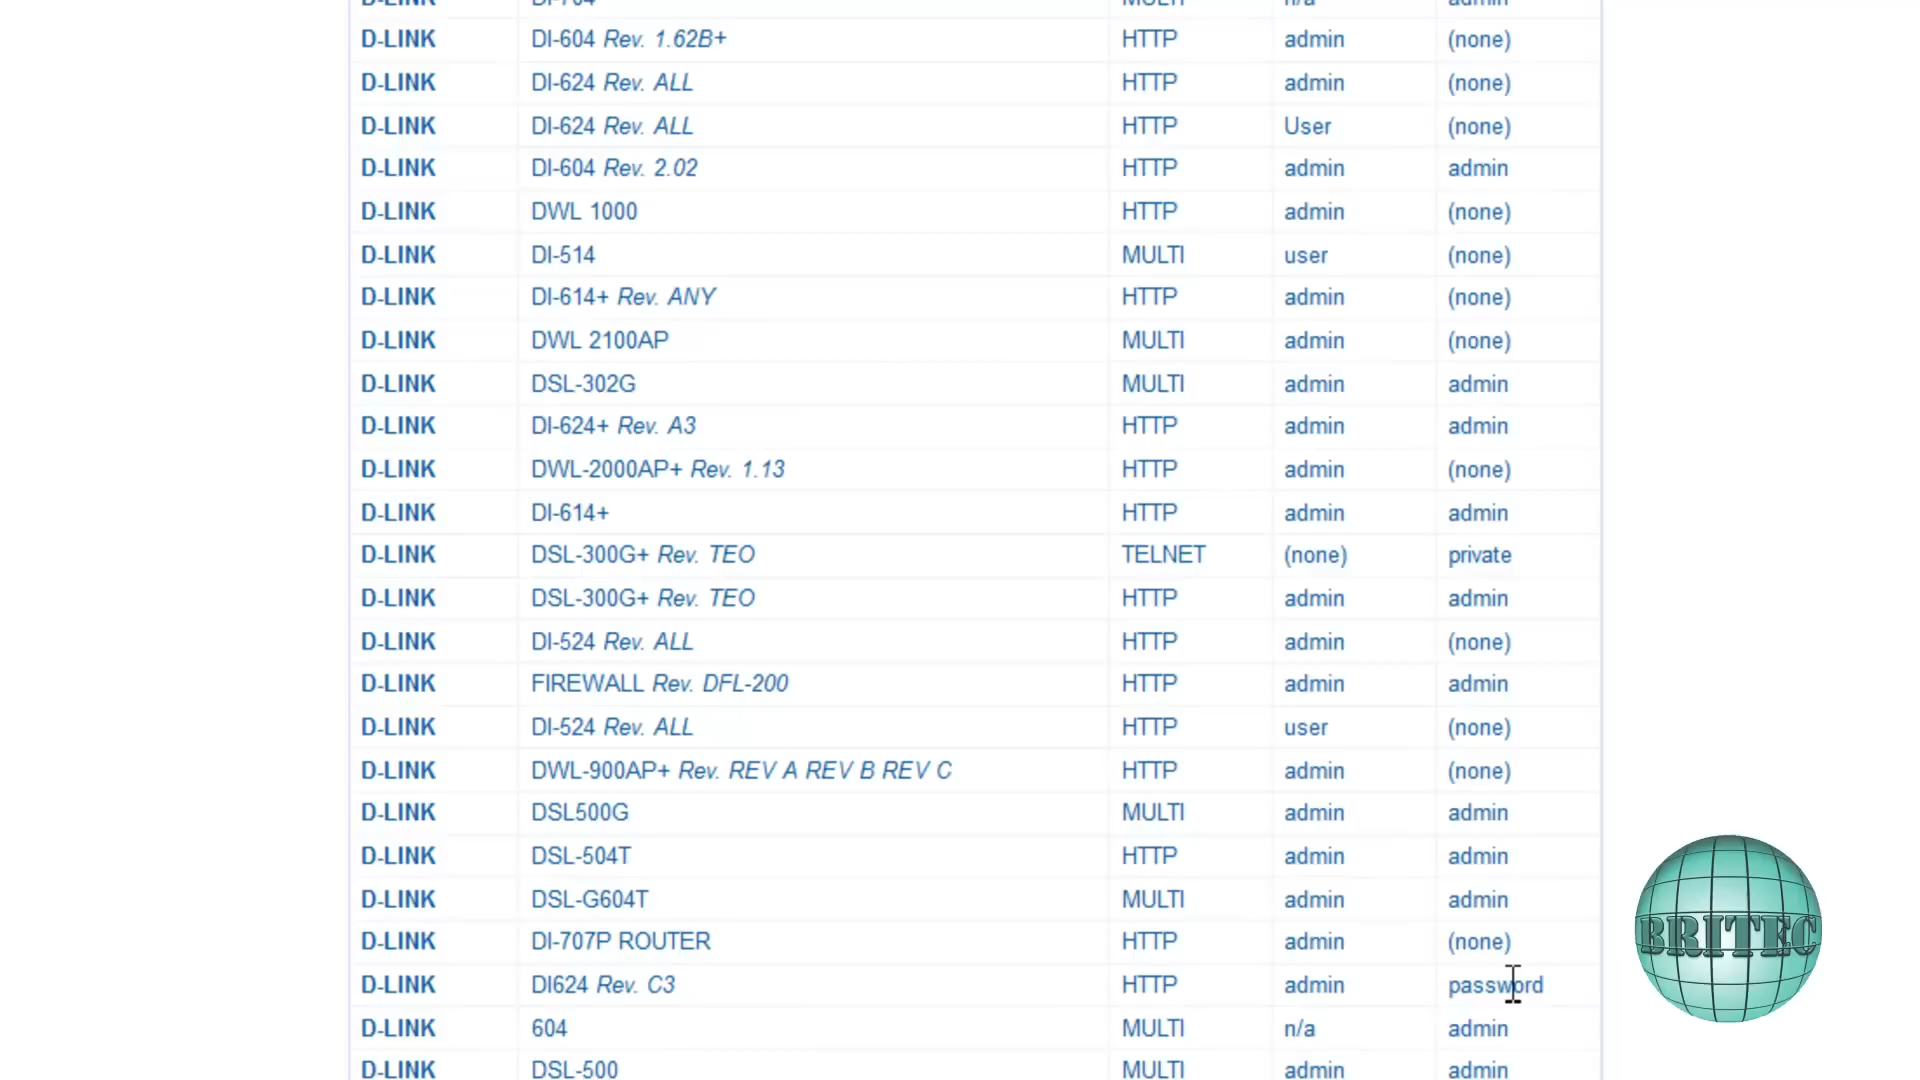 D-LINK DI-704 MULTI n/a admin
D-LINK DI-604 Rev. 1.62B+ HTTP admin (none)
D-LINK DI-624 Rev. ALL HTTP admin (none)
D-LINK DI-624 Rev. ALL HTTP User (none)
D-LINK DI-604 Rev. 2.02 HTTP admin admin
D-LINK DWL 1000 HTTP admin (none)
D-LINK DI-514 MULTI user (none)
D-LINK DI-614+ Rev. ANY HTTP admin (none)
D-LINK DWL 2100AP MULTI admin (none)
D-LINK DSL-302G MULTI admin admin
D-LINK DI-624+ Rev. A3 HTTP admin admin
D-LINK DWL-2000AP+ Rev. 1.13 HTTP admin (none)
D-LINK DI-614+ HTTP admin admin
D-LINK DSL-300G+ Rev. TEO TELNET (none) private
D-LINK DSL-300G+ Rev. TEO HTTP admin admin
D-LINK DI-524 Rev. ALL HTTP admin (none)
D-LINK FIREWALL Rev. DFL-200 HTTP admin admin
D-LINK DI-524 Rev. ALL HTTP user (none)
D-LINK DWL-900AP+ Rev. REV A REV B REV C HTTP admin (none)
D-LINK DSL500G MULTI admin admin
D-LINK DSL-504T HTTP admin admin
D-LINK DSL-G604T MULTI admin admin
D-LINK DI-707P ROUTER HTTP admin (none)
D-LINK DI624 Rev. C3 HTTP admin password
D-LINK 604 MULTI n/a admin
D-LINK DSL-500 MULTI admin admin
BRITEC